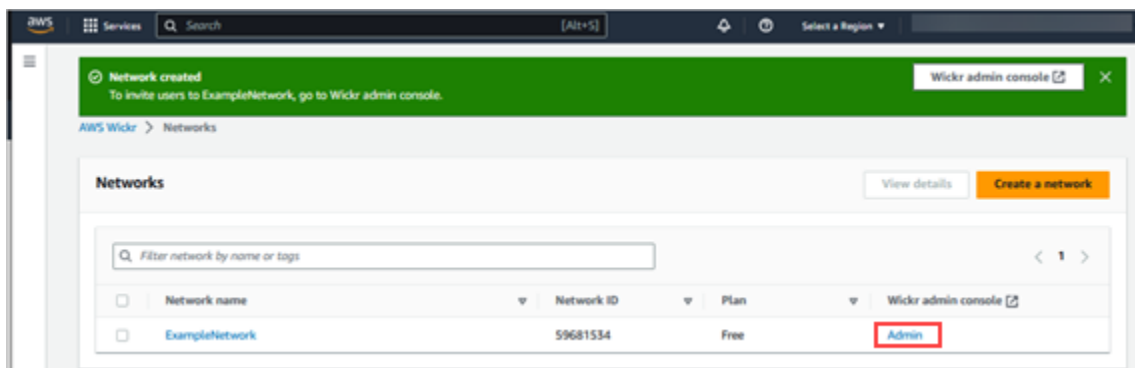 aws
Services
Search
[Alt+S]
Select a Region
Network created
To invite users to ExampleNetwork, go to Wickr admin console.
Wickr admin console
AWS Wickr > Networks
Networks
View details
Create a network
Filter network by name or tags
< 1 >
Network name
Network ID
Plan
Wickr admin console
ExampleNetwork
59681534
Free
Admin